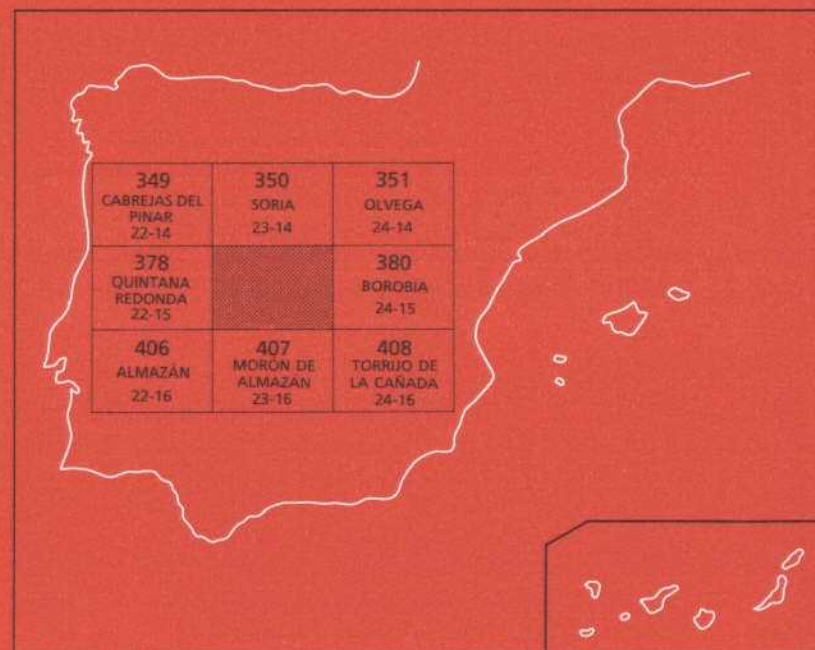 349
CABREJAS DEL
PINAR
22-14
350
SORIA
23-14
351
OLVEGA
24-14
378
QUINTANA
REDONDA
22-15
380
BOROBIA
24-15
406
ALMAZÁN
22-16
407
MORÓN DE
ALMAZAN
23-16
408
TORRIJO DE
LA CAÑADA
24-16